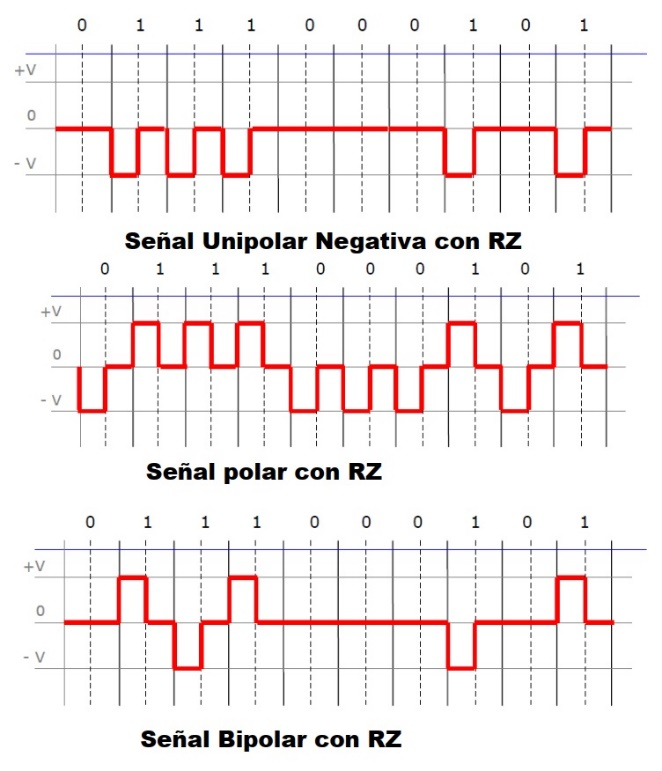 0 1 1 1 0 0 0 1 0 1
+V
0
- V
Señal Unipolar Negativa con RZ
0 1 1 1 0 0 0 1 0 1
+V
0
- V
Señal polar con RZ
0 1 1 1 0 0 0 1 0 1
+V
0
- V
Señal Bipolar con RZ